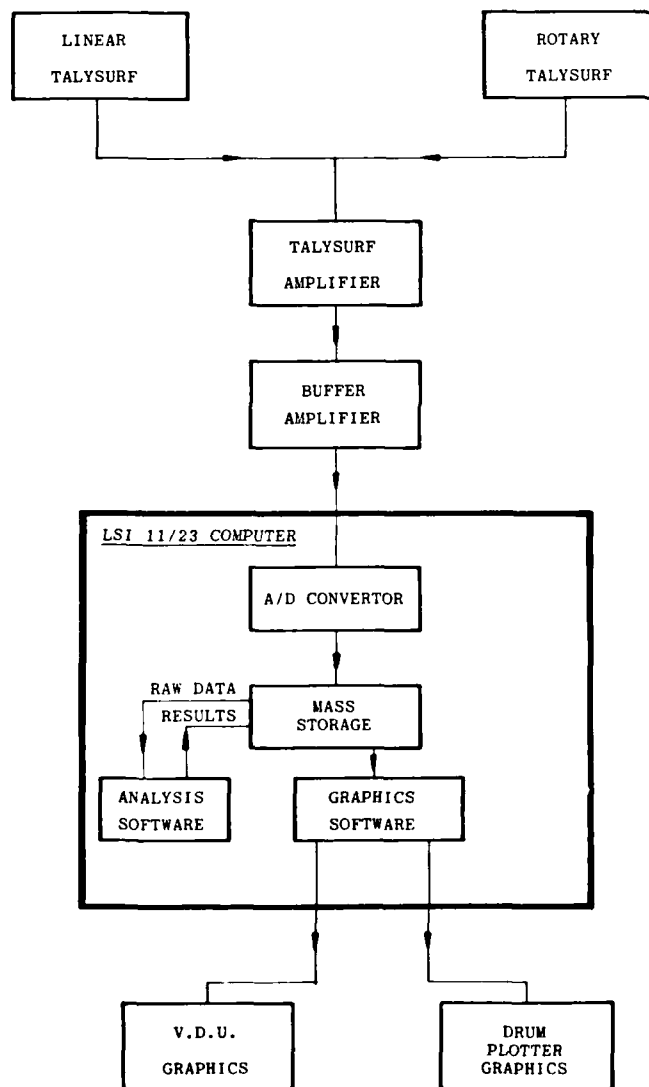 LINEAR
TALYSURF
ROTARY
TALYSURF
TALYSURF
AMPLIFIER
BUFFER
AMPLIFIER
LSI 11/23 COMPUTER
A/D CONVERTOR
RAW DATA
RESULTS
MASS
STORAGE
ANALYSIS
SOFTWARE
GRAPHICS
SOFTWARE
V.D.U.
GRAPHICS
DRUM
PLOTTER
GRAPHICS